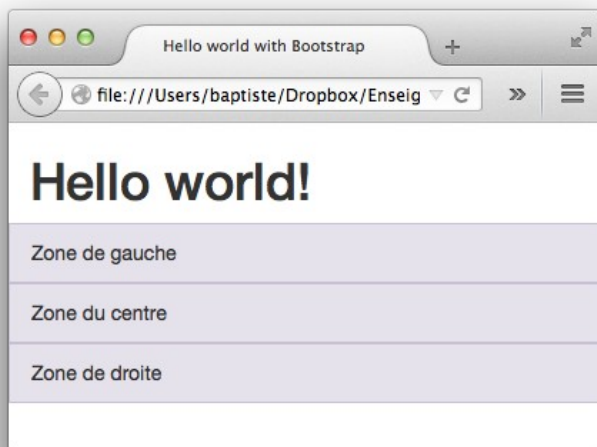 Hello world with Bootstrap
file:///Users/baptiste/Dropbox/Enseig
Hello world!
Zone de gauche
Zone du centre
Zone de droite